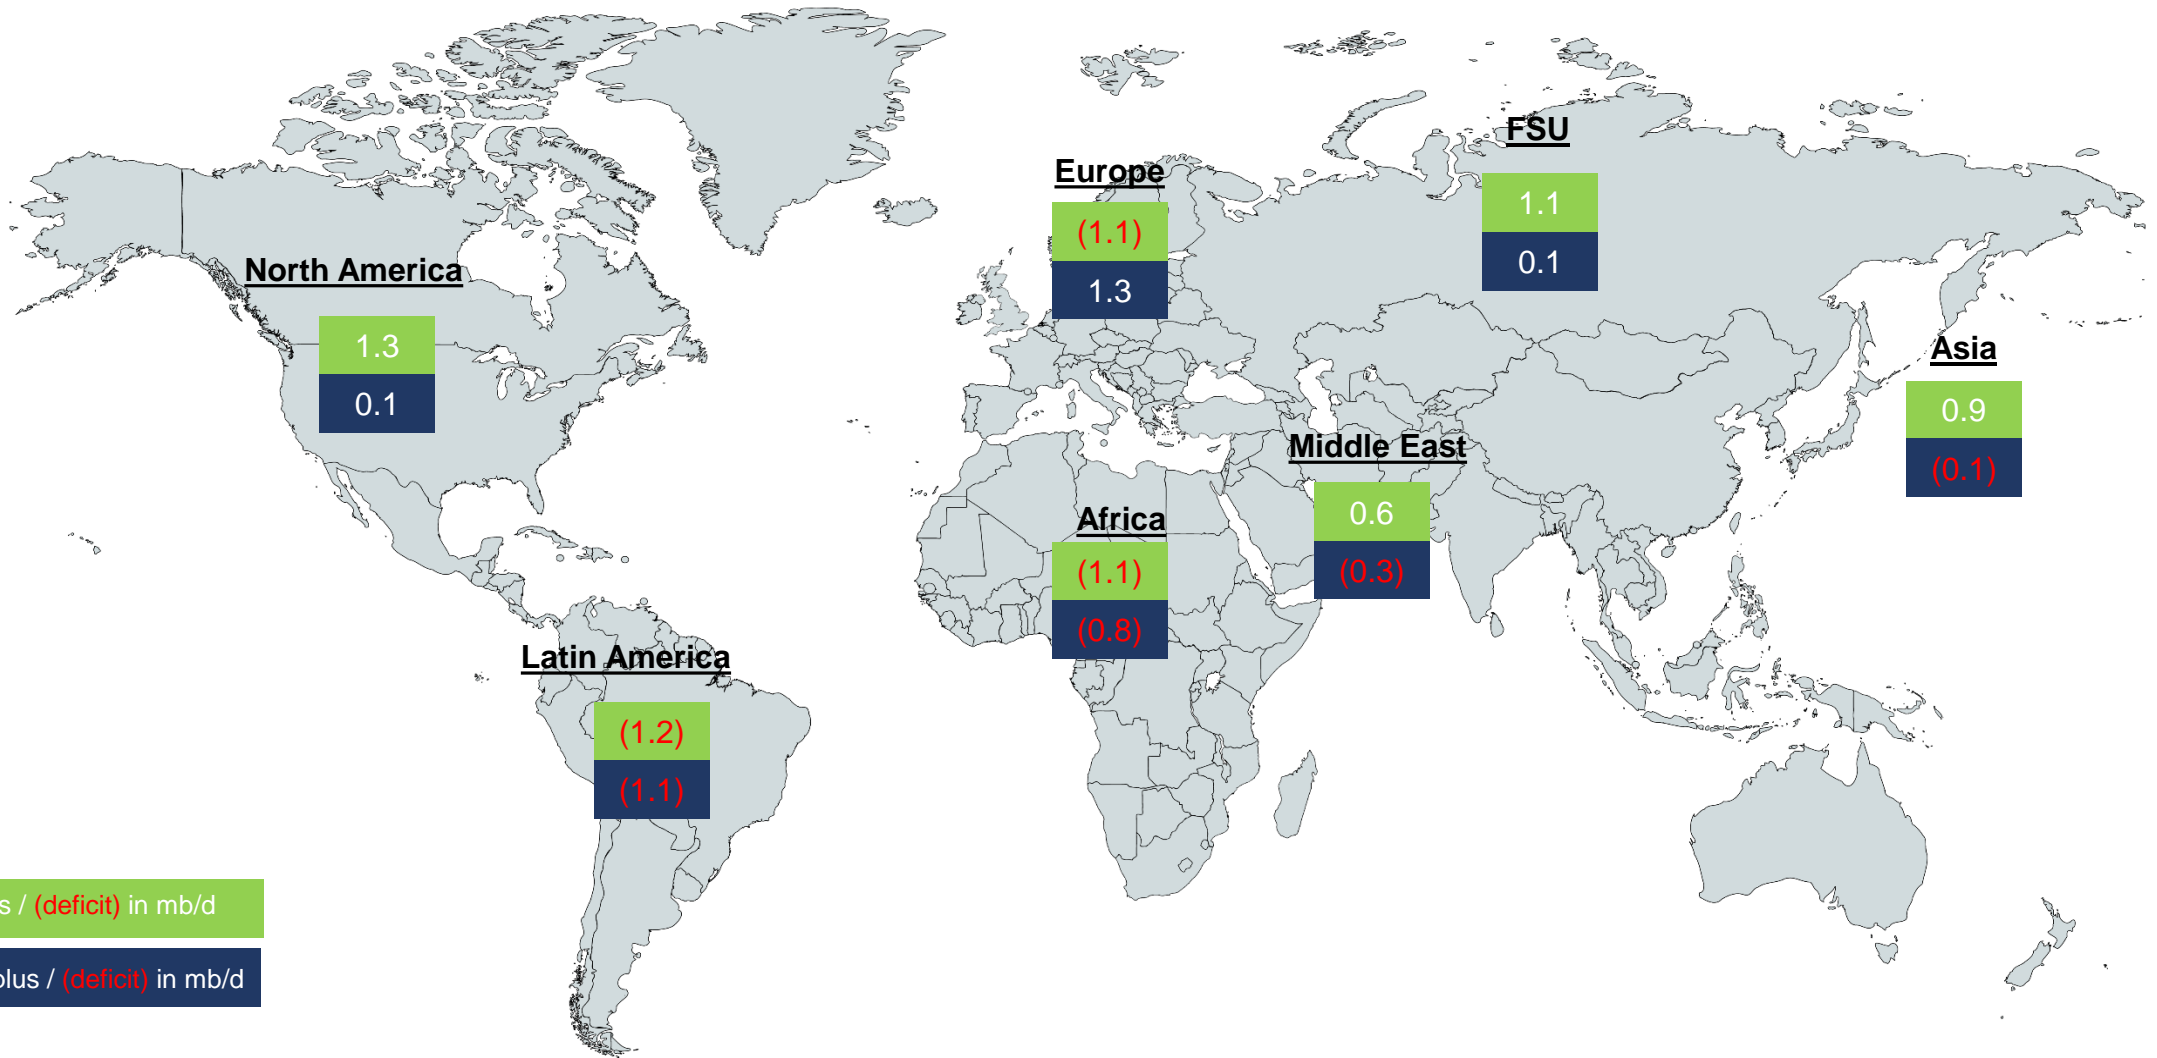 FSU
1.1
0.1
Europe
(1.1)
1.3
North America
1.3
0.1
Asia
0.9
(0.1)
Middle East
0.6
(0.3)
Africa
(1.1)
(0.8)
Latin America
(1.2)
(1.1)
/ (deficit) in mb/d
/ (deficit) in mb/d